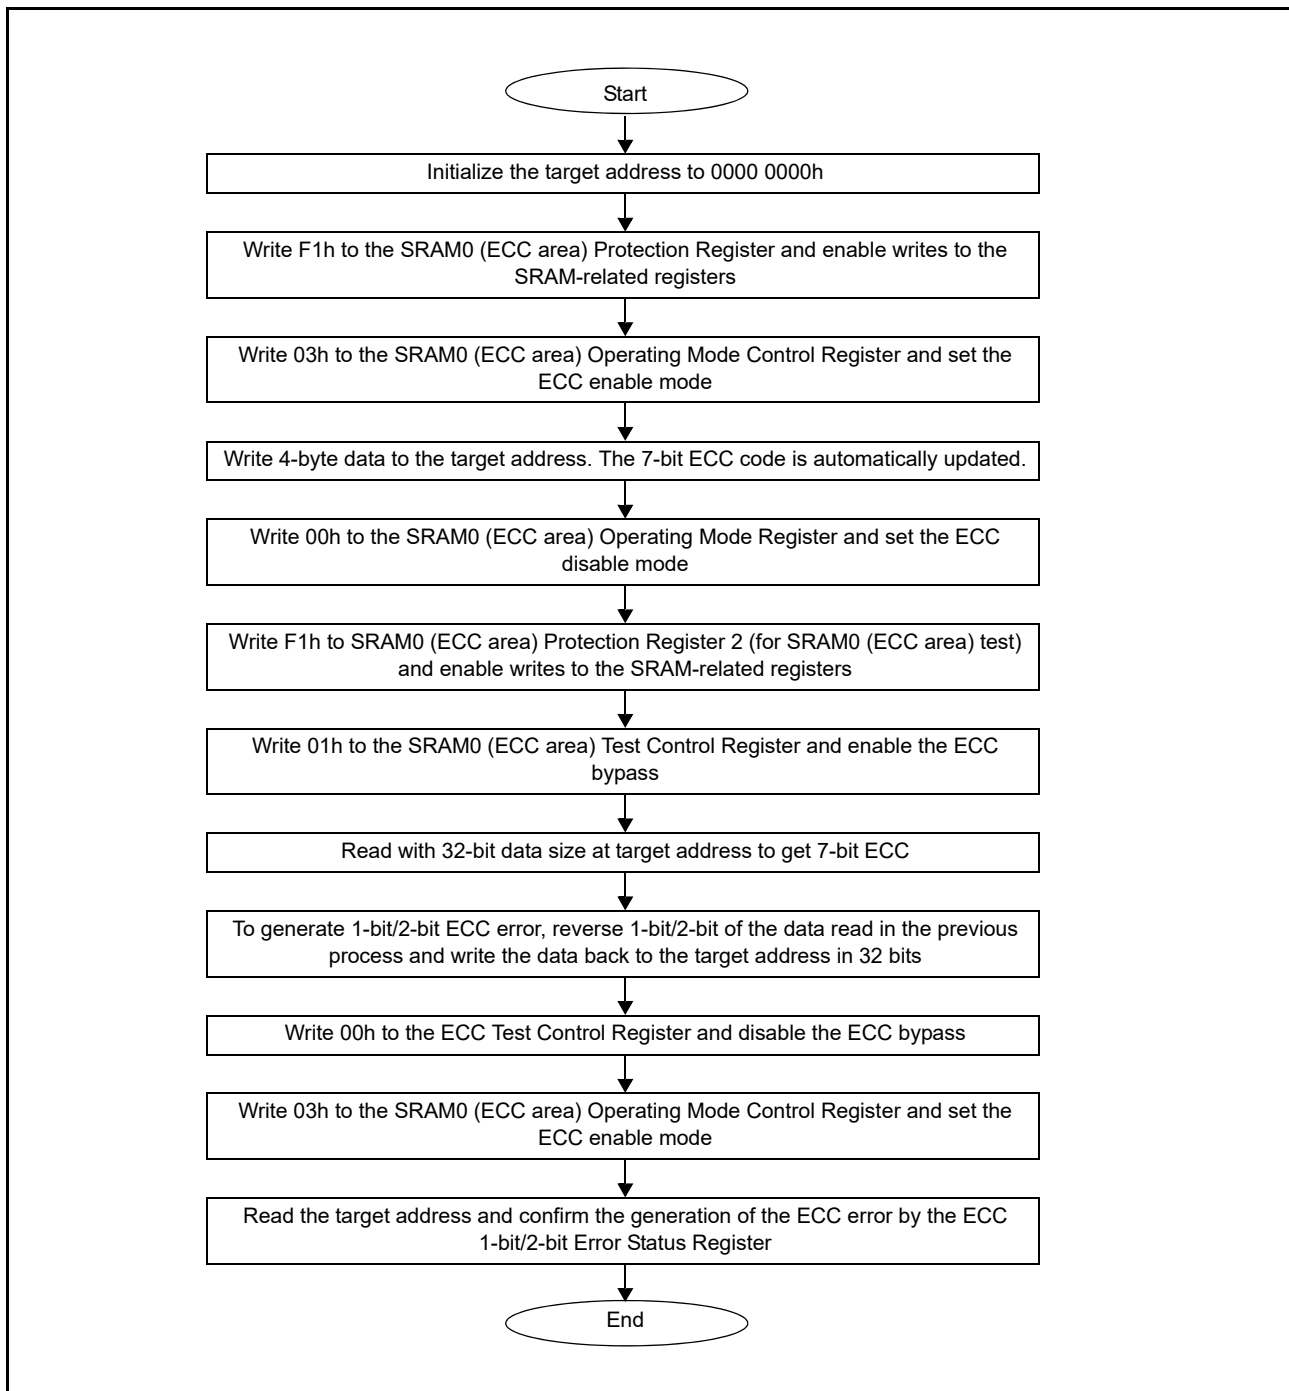 Start
Initialize the target address to 0000 0000h
Write F1h to the SRAM0 (ECC area) Protection Register and enable writes to the
SRAM-related registers
Write 03h to the SRAM0 (ECC area) Operating Mode Control Register and set the
ECC enable mode
Write 4-byte data to the target address. The 7-bit ECC code is automatically updated.
Write 00h to the SRAM0 (ECC area) Operating Mode Register and set the ECC
disable mode
Write F1h to SRAM0 (ECC area) Protection Register 2 (for SRAM0 (ECC area) test)
and enable writes to the SRAM-related registers
Write 01h to the SRAM0 (ECC area) Test Control Register and enable the ECC
bypass
Read with 32-bit data size at target address to get 7-bit ECC
To generate 1-bit/2-bit ECC error, reverse 1-bit/2-bit of the data read in the previous
process and write the data back to the target address in 32 bits
Write 00h to the ECC Test Control Register and disable the ECC bypass
Write 03h to the SRAM0 (ECC area) Operating Mode Control Register and set the
ECC enable mode
Read the target address and confirm the generation of the ECC error by the ECC
1-bit/2-bit Error Status Register
End